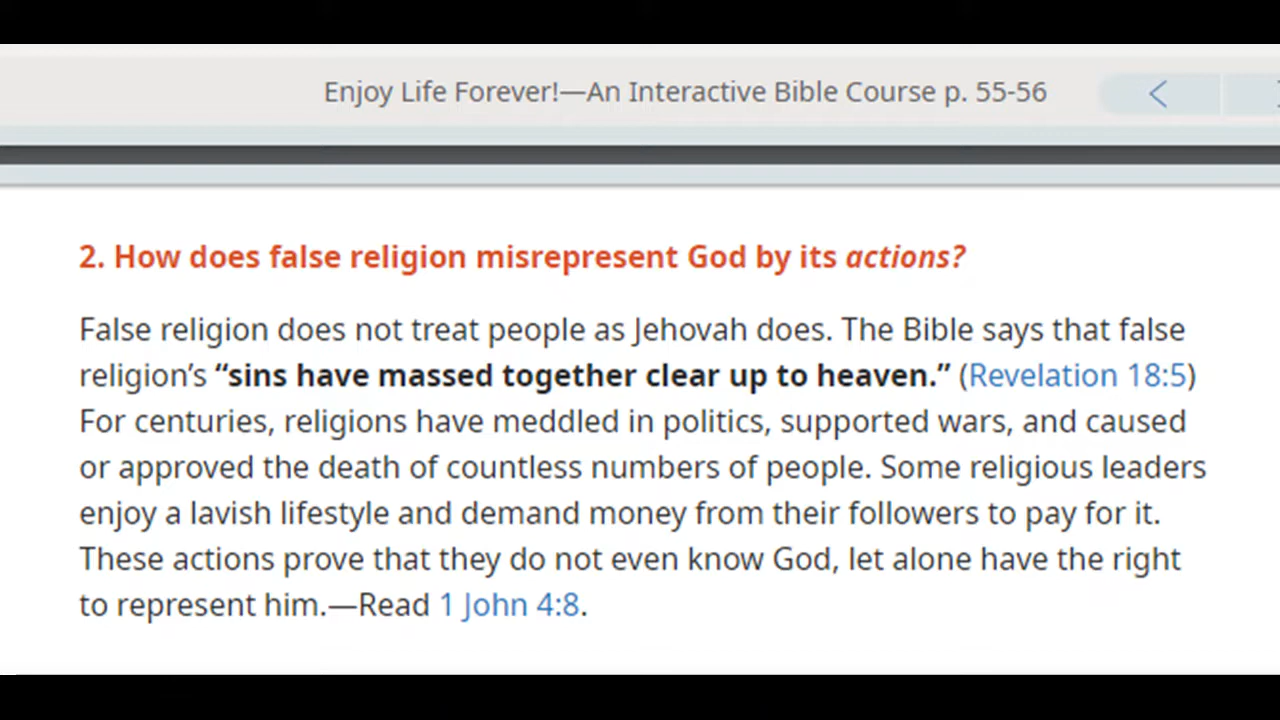 Enjoy Life Forever!—An Interactive Bible Course p. 55-56
2. How does false religion misrepresent God by its actions?
False religion does not treat people as Jehovah does. The Bible says that false
religion’s “sins have massed together clear up to heaven.” (Revelation 18:5)
For centuries, religions have meddled in politics, supported wars, and caused
or approved the death of countless numbers of people. Some religious leaders
enjoy a lavish lifestyle and demand money from their followers to pay for it.
These actions prove that they do not even know God, let alone have the right
to represent him.—Read 1 John 4:8.